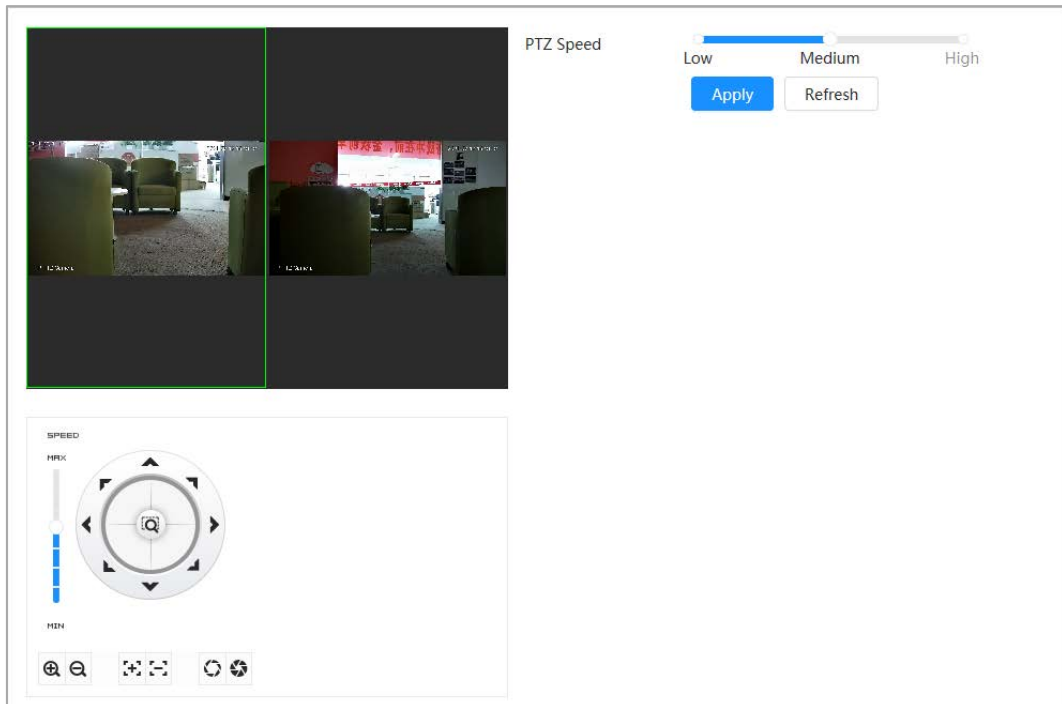 PTZ Speed
Low Medium High
Apply Refresh
SPEED
MAX
MIN